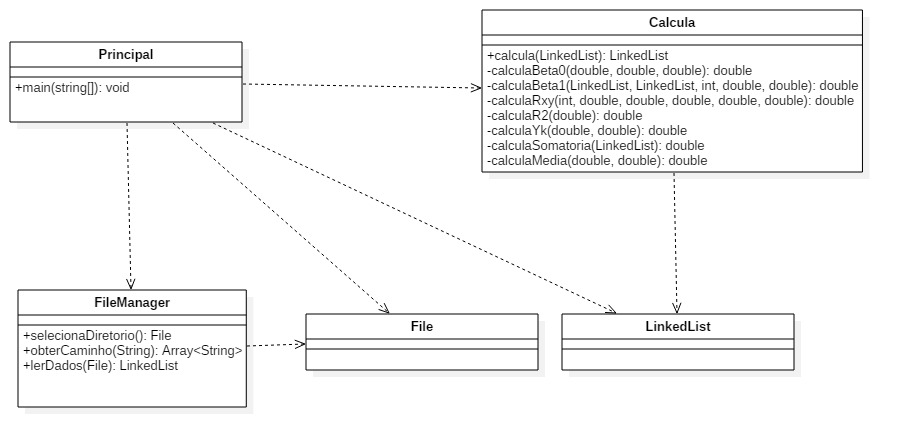 Calcula
+calcula(LinkedList): LinkedList
-calculaBeta0(double, double, double): double
-calculaBeta1(LinkedList, LinkedList, int, double, double): double
-calculaRxy(int, double, double, double, double, double): double
-calculaR2(double): double
-calculaYk(double, double): double
-calculaSomatoria(LinkedList): double
-calculaMedia(double, double): double
Principal
+main(string[]): void
FileManager
+selecionaDiretorio(): File
+obterCaminho(String): Array<String>
+lerDados(File): LinkedList
File
LinkedList